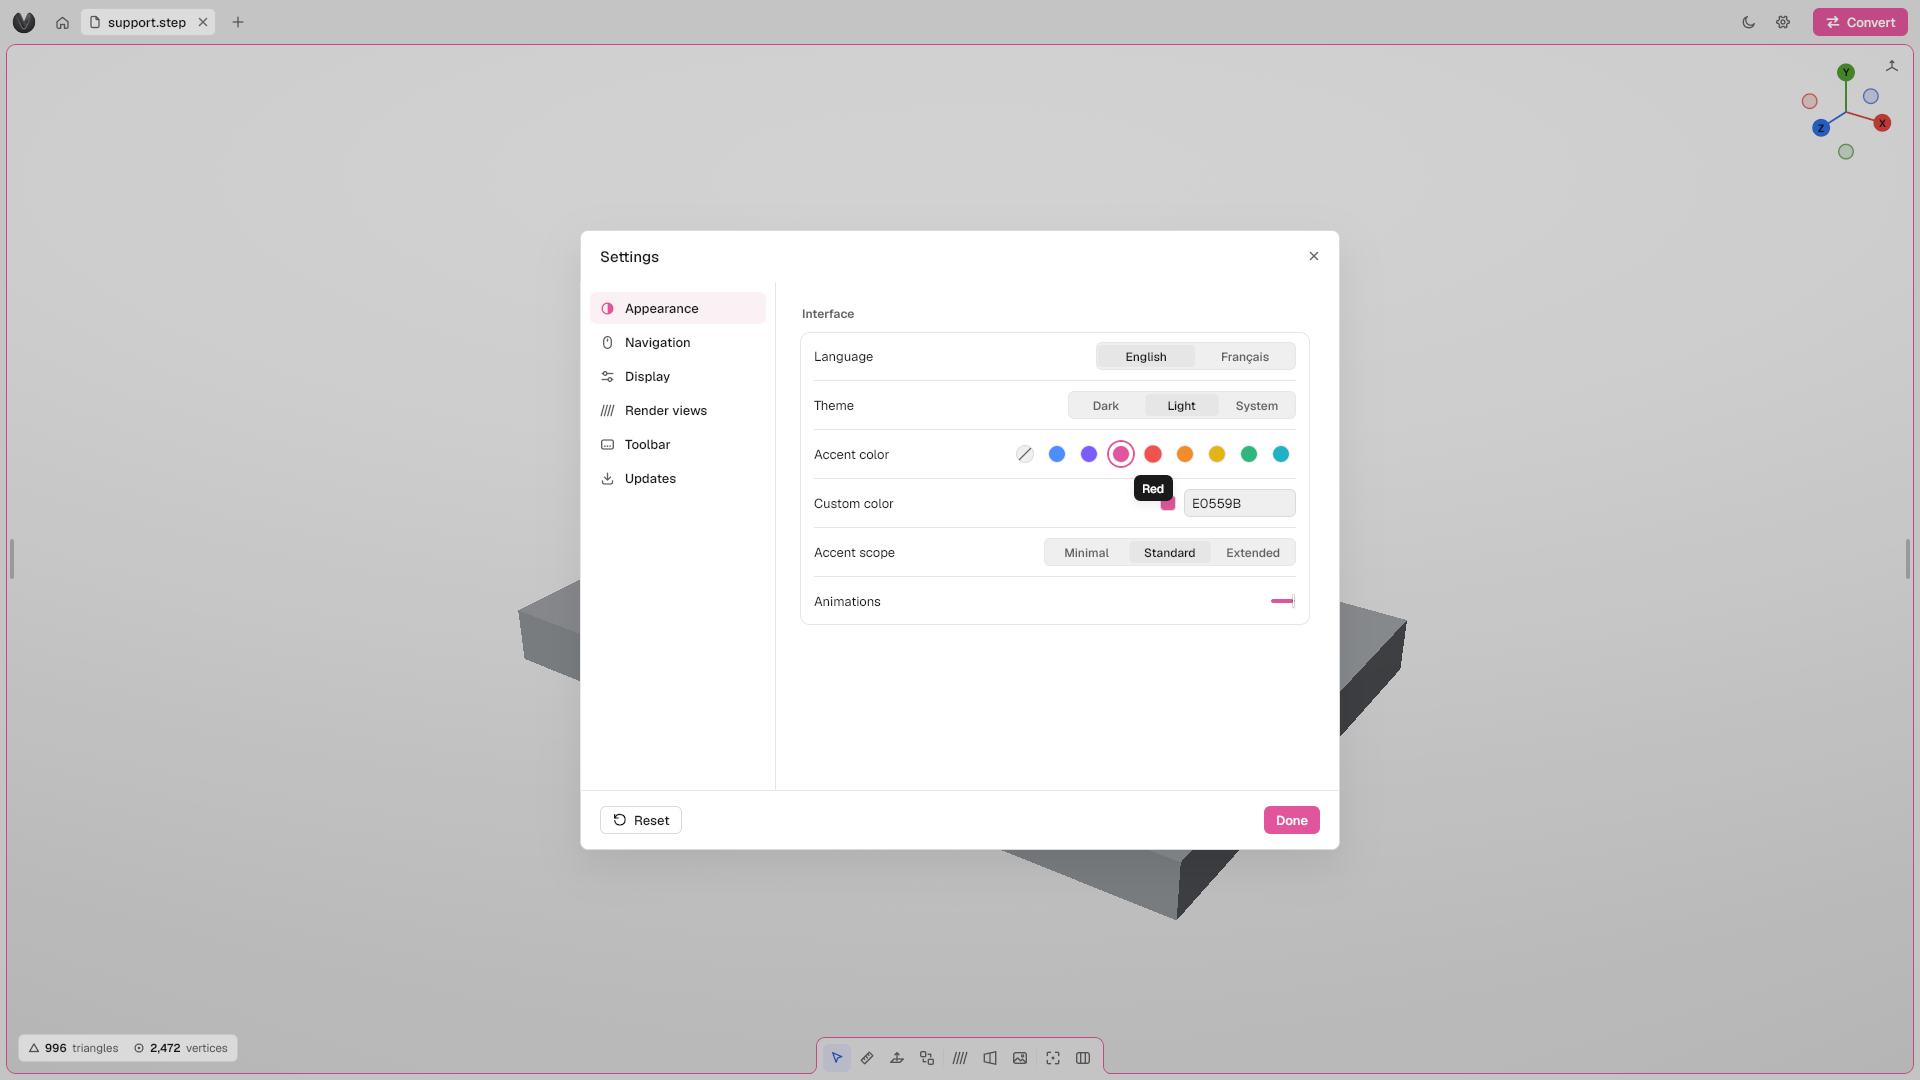 support.step
Convert
Y
X
Z
Settings
Appearance
Navigation
Display
Render views
Toolbar
Updates
Interface
Language
English
Français
Theme
Dark
Light
System
Accent color
Red
Custom color
E0559B
Accent scope
Minimal
Standard
Extended
Animations
Reset
Done
996 triangles
2,472 vertices